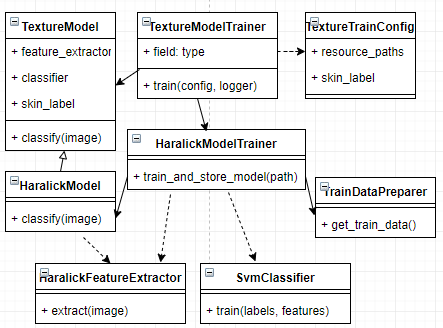 TextureModel
+ feature_extractor
+ classifier
+ skin_label
+ classify(image)
TextureModelTrainer
+ field: type
+ train(config, logger)
TextureTrainConfig
+ resource_paths
+ skin_label
HaralickModelTrainer
+ train_and_store_model(path)
HaralickModel
+ classify(image)
TrainDataPreparer
+ get_train_data()
HaralickFeatureExtractor
+ extract(image)
SvmClassifier
+ train(labels, features)